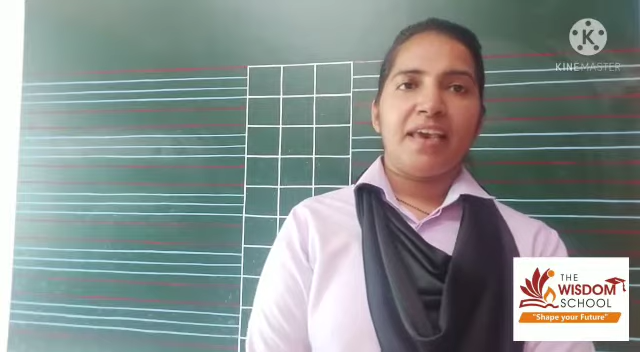 KINEMASTER
THE
WISDOM
SCHOOL
"Shape your Future"